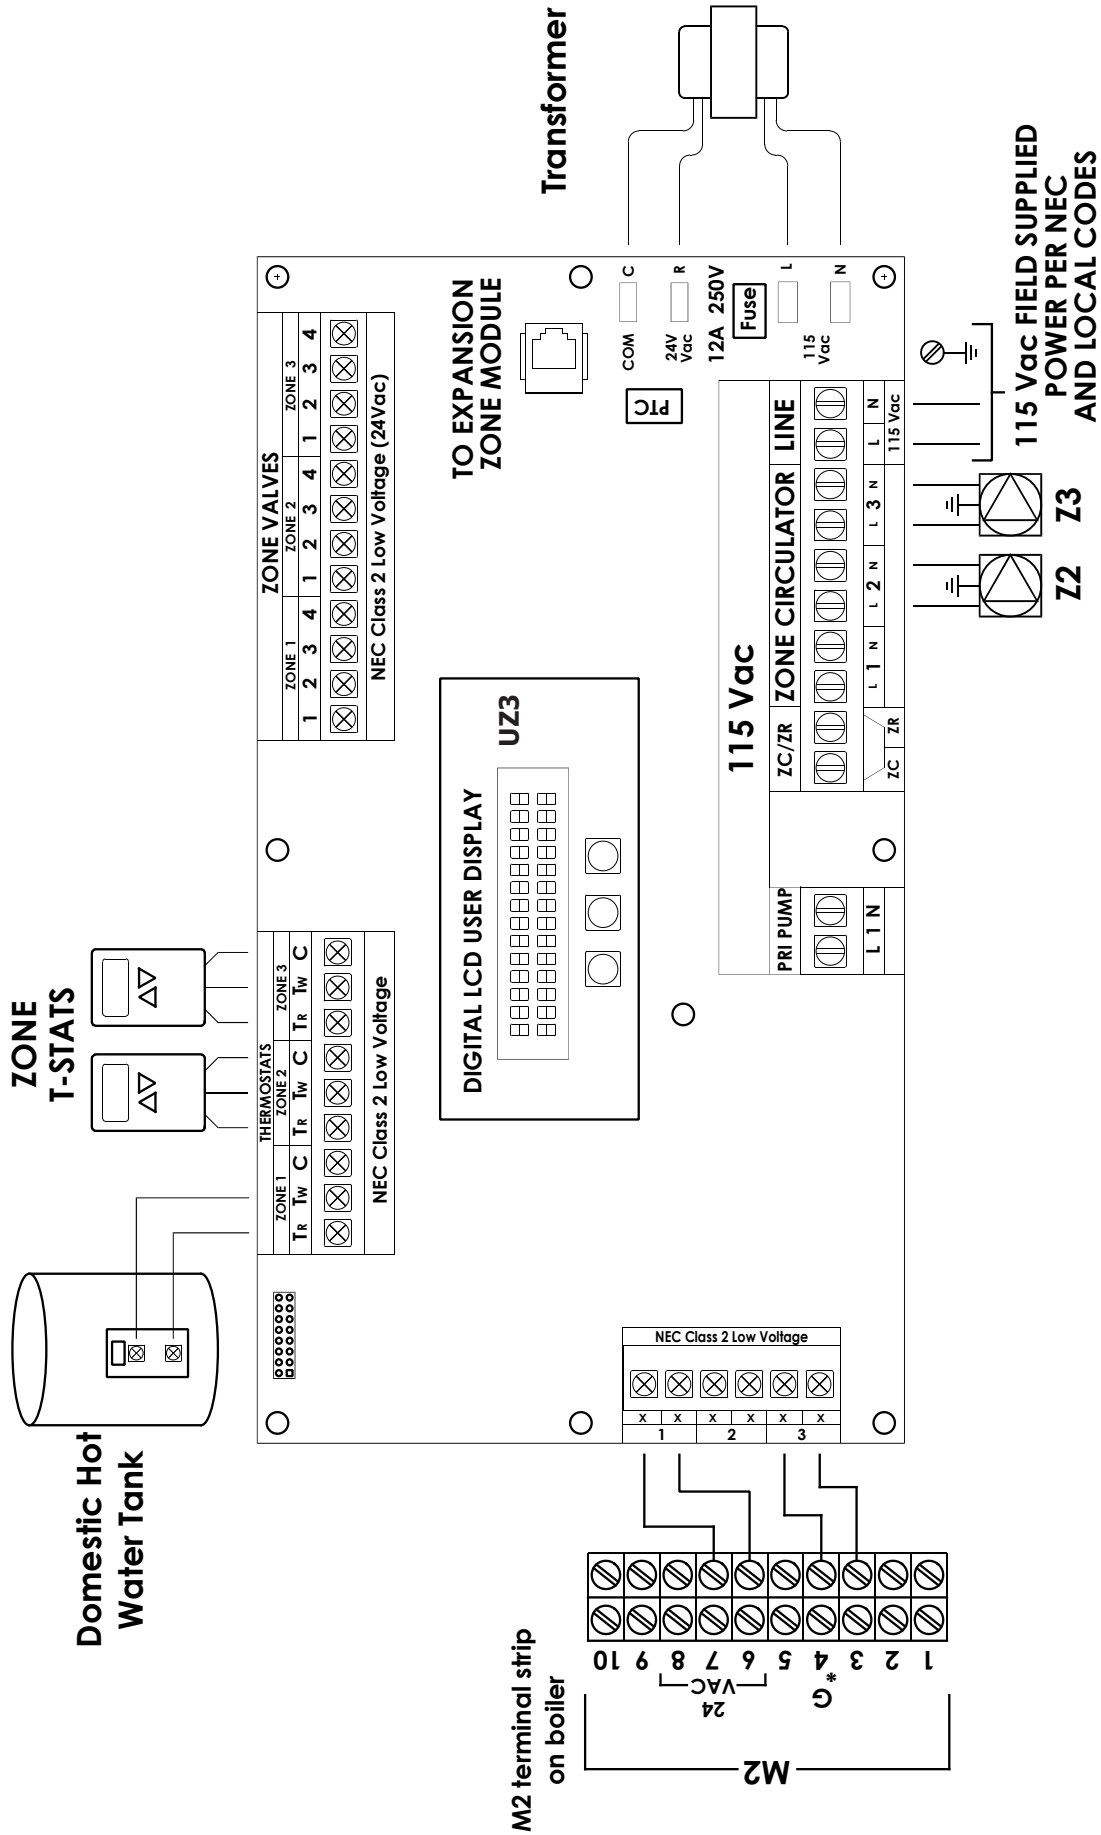 Domestic Hot
Water Tank
ZONE
T-STATS
THERMOSTATS
ZONE 1
ZONE 2
ZONE 3
TR TW C TR TW C TR TW C
NEC Class 2 Low Voltage
ZONE VALVES
ZONE 1
ZONE 2
ZONE 3
1 2 3 4 1 2 3 4 1 2 3 4
NEC Class 2 Low Voltage (24Vac)
TO EXPANSION
ZONE MODULE
DIGITAL LCD USER DISPLAY
UZ3
Transformer
COM
C
24V
Vac
R
PTC
12A 250V
Fuse
L
115
Vac
N
M2 terminal strip
on boiler
M2
24
VAC
G
*
10
9
8
7
6
5
4
3
2
1
NEC Class 2 Low Voltage
x x x x x x
1 2 3
115 Vac
PRI PUMP
ZC/ZR
ZONE CIRCULATOR
LINE
L 1 N
ZC ZR
L 1 N
L 2 N
L 3 N
L N
115 Vac
Z2
Z3
115 Vac FIELD SUPPLIED
POWER PER NEC
AND LOCAL CODES